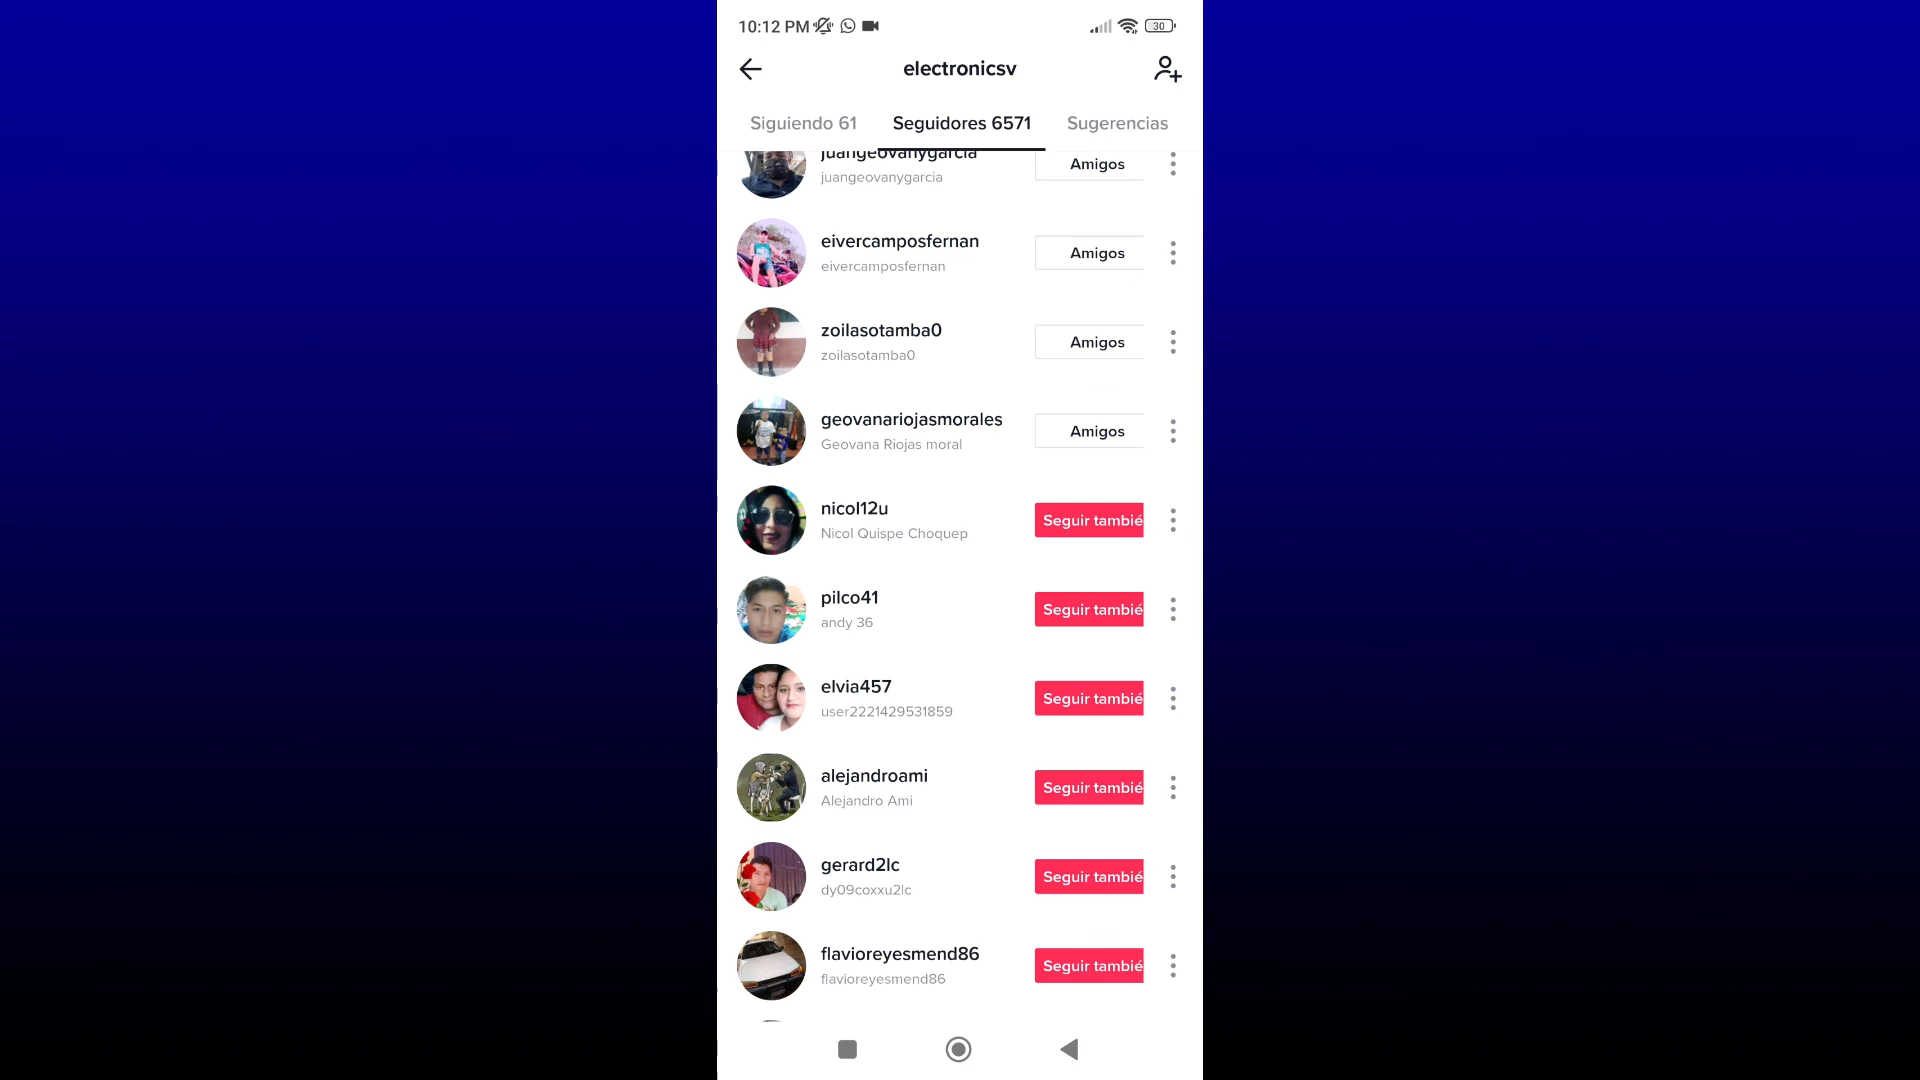 10:12 PM
30
electronicsv
Siguiendo 61
Seguidores 6571
Sugerencias
juangeovanygarcia
juangeovanygarcia
Amigos
eivercamposfernan
eivercamposfernan
Amigos
zoilasotamba0
zoilasotamba0
Amigos
geovanariojasmorales
Geovana Riojas moral
Amigos
nicol12u
Nicol Quispe Choquep
Seguir tambié
pilco41
andy 36
Seguir tambié
elvia457
user2221429531859
Seguir tambié
alejandroami
Alejandro Ami
Seguir tambié
gerard2lc
dy09coxxu2lc
Seguir tambié
flavioreyesmend86
flavioreyesmend86
Seguir tambié